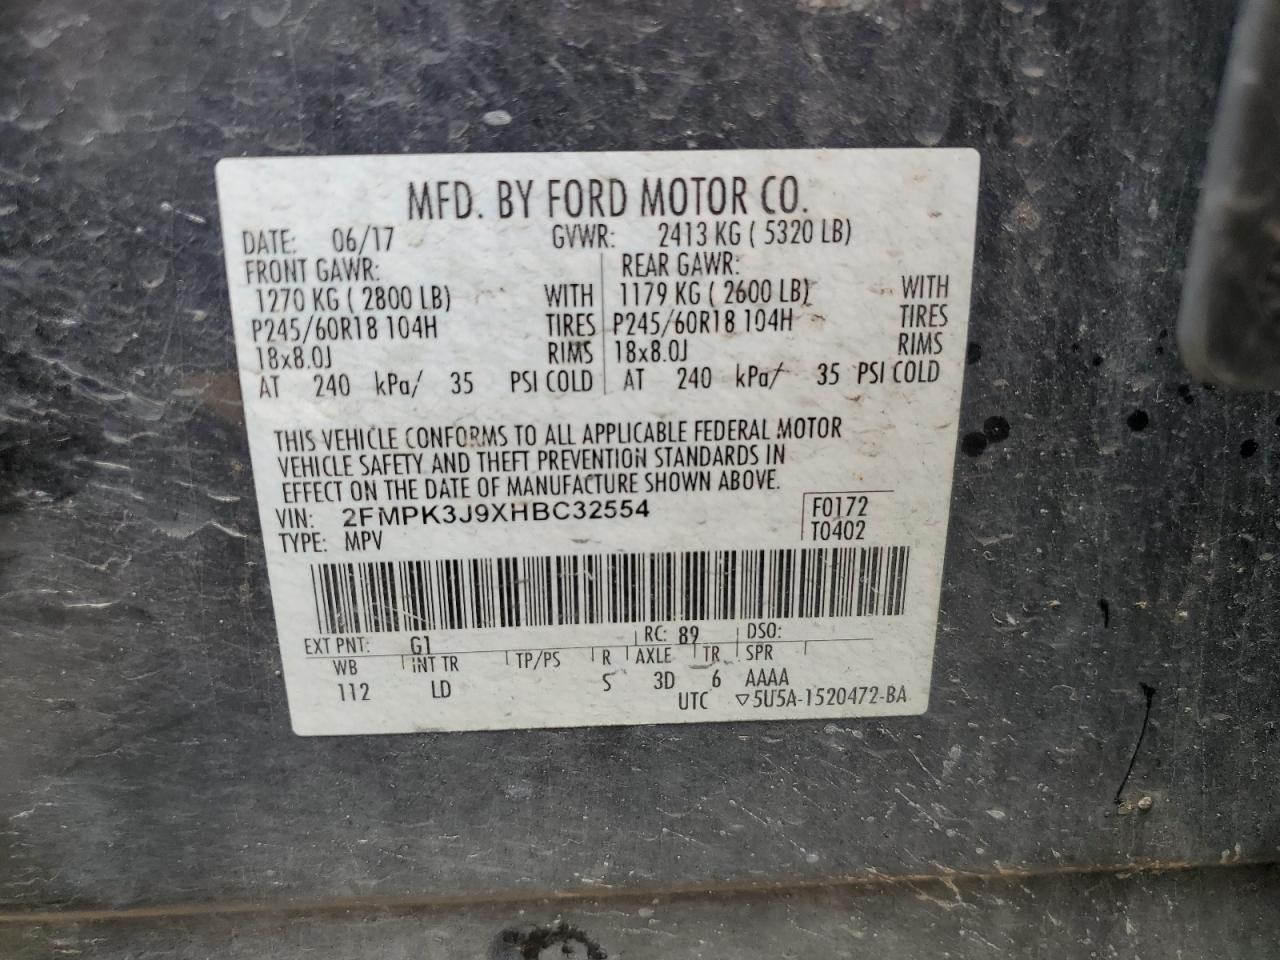 MFD. BY FORD MOTOR CO.
DATE: 06/17 GVWR: 2413 KG ( 5320 LB)
FRONT GAWR: REAR GAWR:
1270 KG ( 2800 LB) WITH 1179 KG ( 2600 LB) WITH
P245/60R18 104H TIRES P245/60R18 104H TIRES
18x8.0J RIMS 18x8.0J RIMS
AT 240 kPa/ 35 PSI COLD AT 240 kPa/ 35 PSI COLD
THIS VEHICLE CONFORMS TO ALL APPLICABLE FEDERAL MOTOR
VEHICLE SAFETY AND THEFT PREVENTION STANDARDS IN
EFFECT ON THE DATE OF MANUFACTURE SHOWN ABOVE.
VIN: 2FMPK3J9XHBC32554 F0172
TYPE: MPV T0402
EXT PNT: G1 RC: 89 DSO:
WB INT TR TP/PS R AXLE TR SPR
112 LD S 3D 6 AAAA
UTC ▽5U5A-1520472-BA